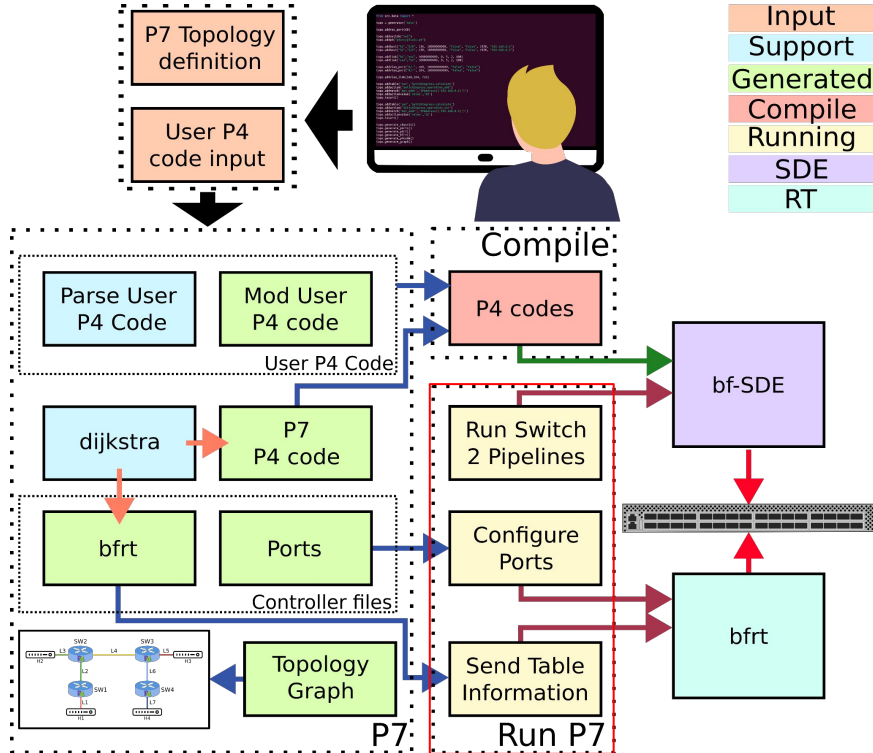 P7 Topology
definition
User P4
code input
Input
Support
Generated
Compile
Running
SDE
RT
Compile
Parse User
P4 Code
Mod User
P4 code
User P4 Code
P4 codes
bf-SDE
dijkstra
P7
P4 code
Run Switch
2 Pipelines
bfrt
Ports
Controller files
Configure
Ports
bfrt
SW2
SW3
L3
L4
L5
H2
H3
L2
L6
SW1
SW4
L1
L7
H1
H4
Topology
Graph
Send Table
Information
P7
Run P7